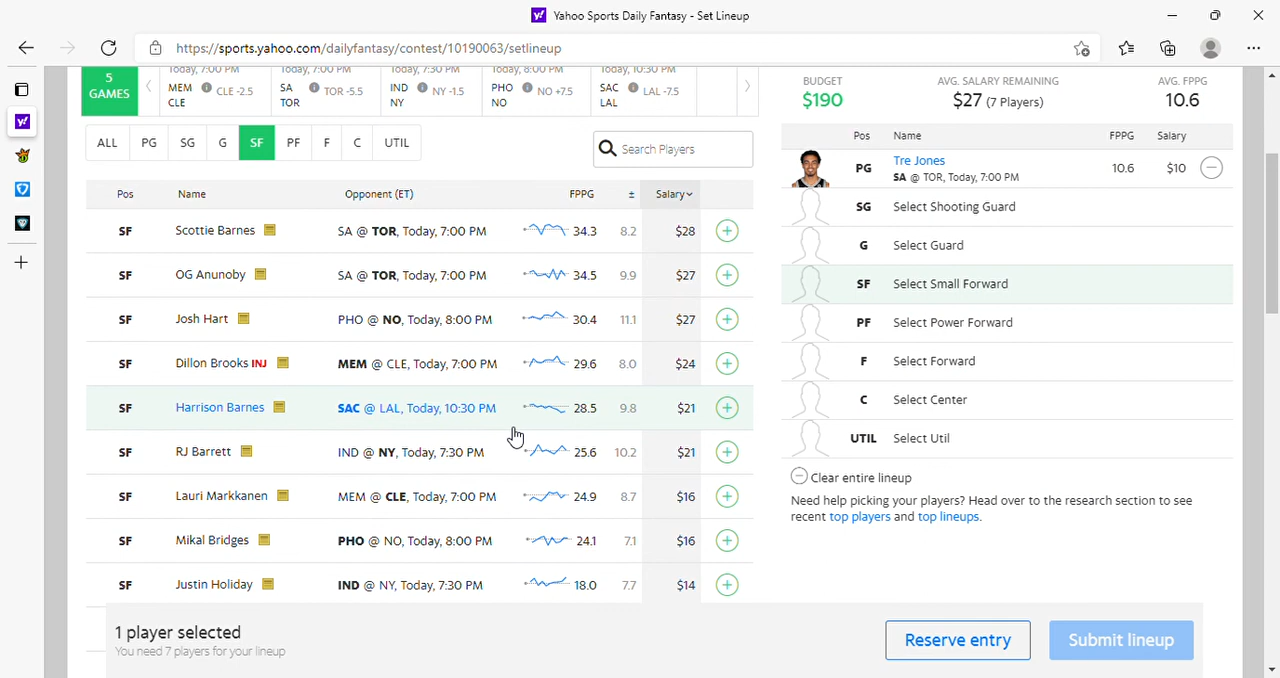 Yahoo Sports Daily Fantasy - Set Lineup
https://sports.yahoo.com/dailyfantasy/contest/10190063/setlineup
5 GAMES
Today, 7:00 PM MEM CLE CLE -2.5
Today, 7:00 PM SA TOR TOR -5.5
Today, 7:30 PM IND NY NY -1.5
Today, 8:00 PM PHO NO NO +7.5
Today, 10:30 PM SAC LAL LAL -7.5
BUDGET $190
AVG. SALARY REMAINING $27 (7 Players)
AVG. FPPG 10.6
ALL PG SG G SF PF F C UTIL
Search Players
Pos Name Opponent (ET) FPPG ± Salary
SF Scottie Barnes SA @ TOR, Today, 7:00 PM 34.3 8.2 $28
SF OG Anunoby SA @ TOR, Today, 7:00 PM 34.5 9.9 $27
SF Josh Hart PHO @ NO, Today, 8:00 PM 30.4 11.1 $27
SF Dillon Brooks INJ MEM @ CLE, Today, 7:00 PM 29.6 8.0 $24
SF Harrison Barnes SAC @ LAL, Today, 10:30 PM 28.5 9.8 $21
SF RJ Barrett IND @ NY, Today, 7:30 PM 25.6 10.2 $21
SF Lauri Markkanen MEM @ CLE, Today, 7:00 PM 24.9 8.7 $16
SF Mikal Bridges PHO @ NO, Today, 8:00 PM 24.1 7.1 $16
SF Justin Holiday IND @ NY, Today, 7:30 PM 18.0 7.7 $14
Pos Name FPPG Salary
PG Tre Jones 10.6 $10
SA @ TOR, Today, 7:00 PM
SG Select Shooting Guard
G Select Guard
SF Select Small Forward
PF Select Power Forward
F Select Forward
C Select Center
UTIL Select Util
Clear entire lineup
Need help picking your players? Head over to the research section to see
recent top players and top lineups.
1 player selected
You need 7 players for your lineup
Reserve entry
Submit lineup